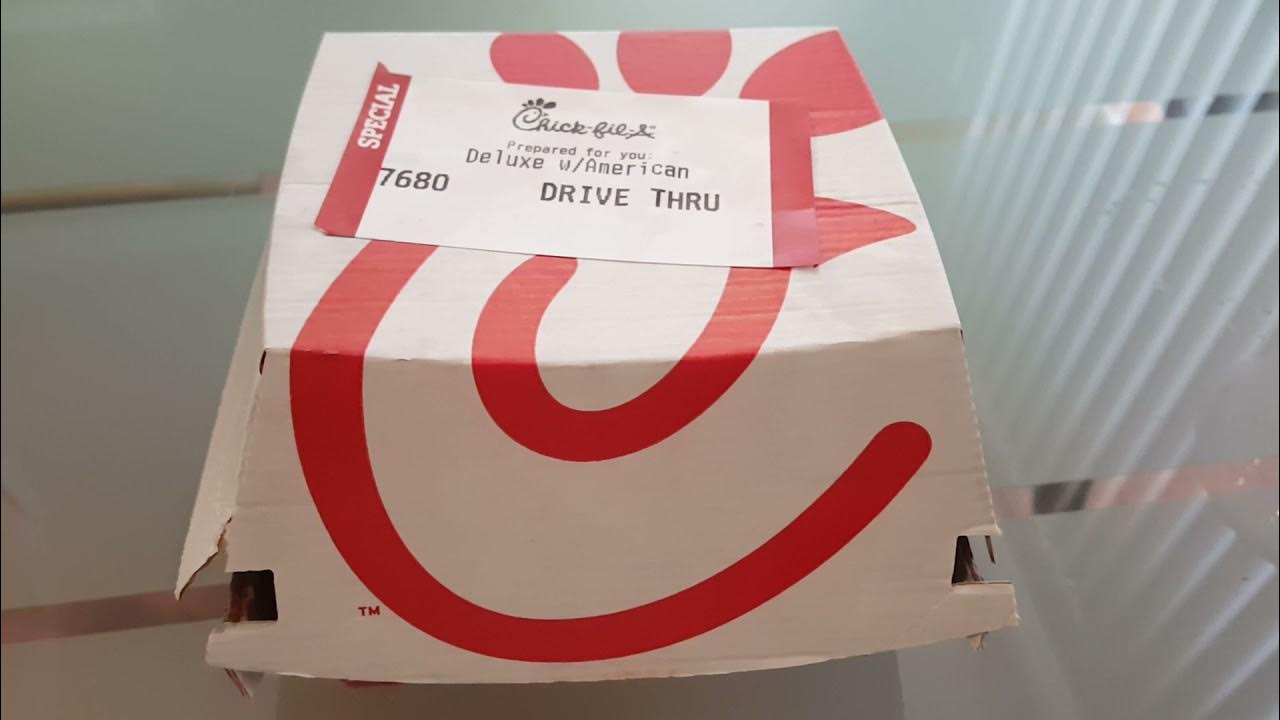 SPECIAL
Chick-fil-A
Prepared for you:
Deluxe w/American
7680 DRIVE THRU
TM